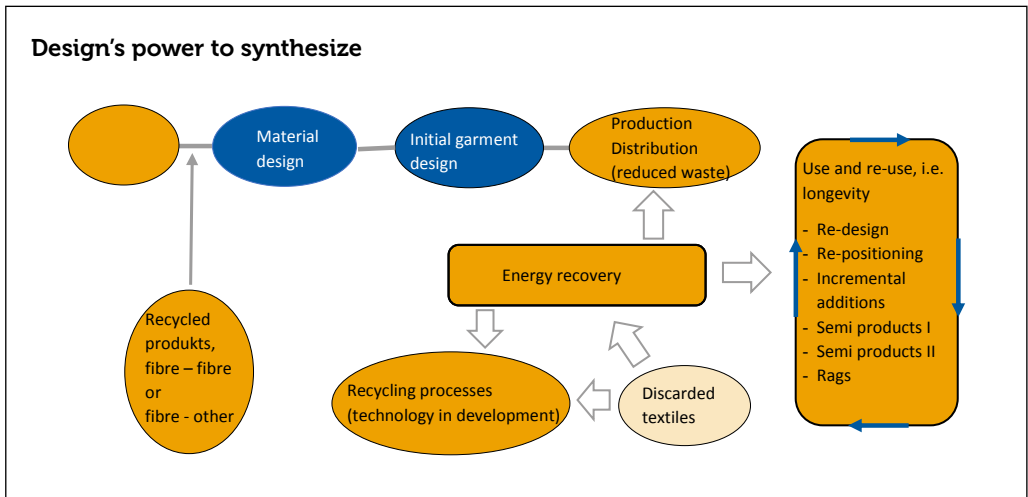 Design’s power to synthesize
Material
design
Initial garment
design
Production
Distribution
(reduced waste)
Use and re-use, i.e.
longevity
- Re-design
- Re-positioning
- Incremental
additions
- Semi products I
- Semi products II
- Rags
Energy recovery
Recycled
produkts,
fibre – fibre
or
fibre - other
Recycling processes
(technology in development)
Discarded
textiles